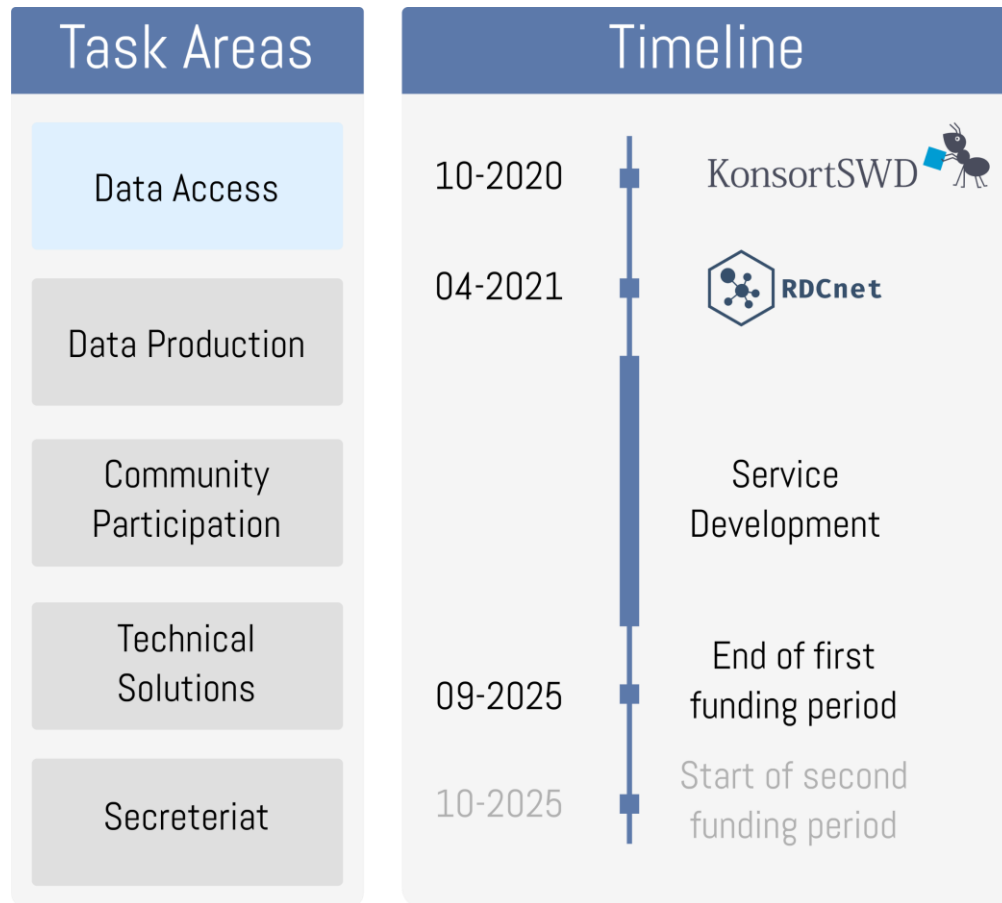 Task Areas
Data Access
Data Production
Community
Participation
Technical
Solutions
Secreteriat
Timeline
10-2020
KonsortSWD
04-2021
RDCnet
Service
Development
09-2025
End of first
funding period
10-2025
Start of second
funding period